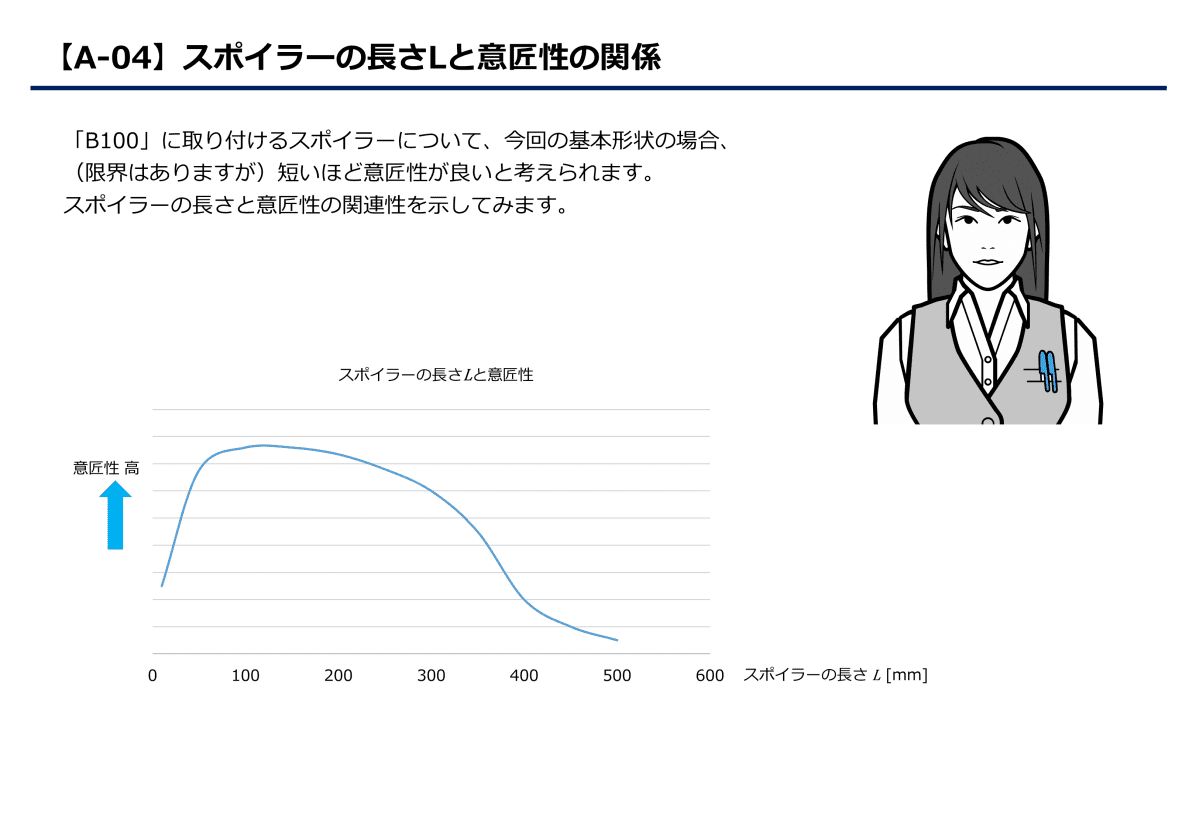 【A-04】スポイラーの長さLと意匠性の関係
「B100」に取り付けるスポイラーについて、今回の基本形状の場合、
（限界はありますが）短いほど意匠性が良いと考えられます。
スポイラーの長さと意匠性の関連性を示してみます。
スポイラーの長さLと意匠性
意匠性 高
0 100 200 300 400 500 600 スポイラーの長さ L [mm]